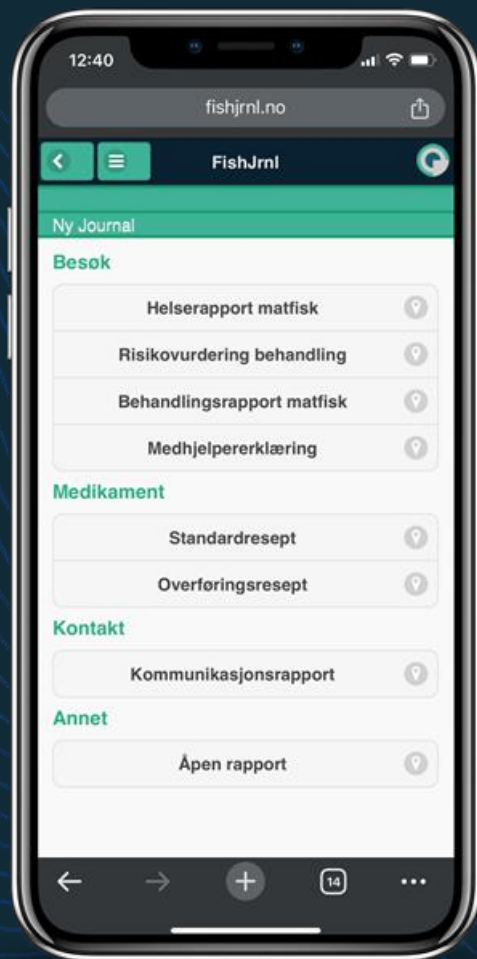 12:40
fishjrnl.no
FishJrnl
Ny Journal
Besøk
Helserapport matfisk
Risikovurdering behandling
Behandlingsrapport matfisk
Medhjelpererklæring
Medikament
Standardresept
Overføringsresept
Kontakt
Kommunikasjonsrapport
Annet
Åpen rapport
14